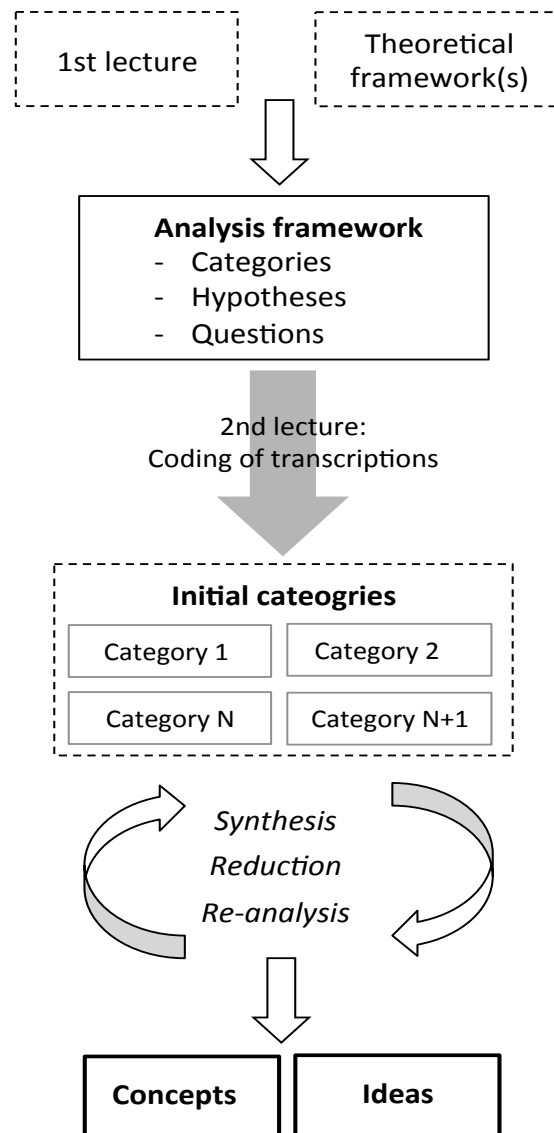 1st lecture
Theoretical
framework(s)
Analysis framework
- Categories
- Hypotheses
- Questions
2nd lecture:
Coding of transcriptions
Initial cateogries
Category 1
Category 2
Category N
Category N+1
Synthesis
Reduction
Re-analysis
Concepts
Ideas